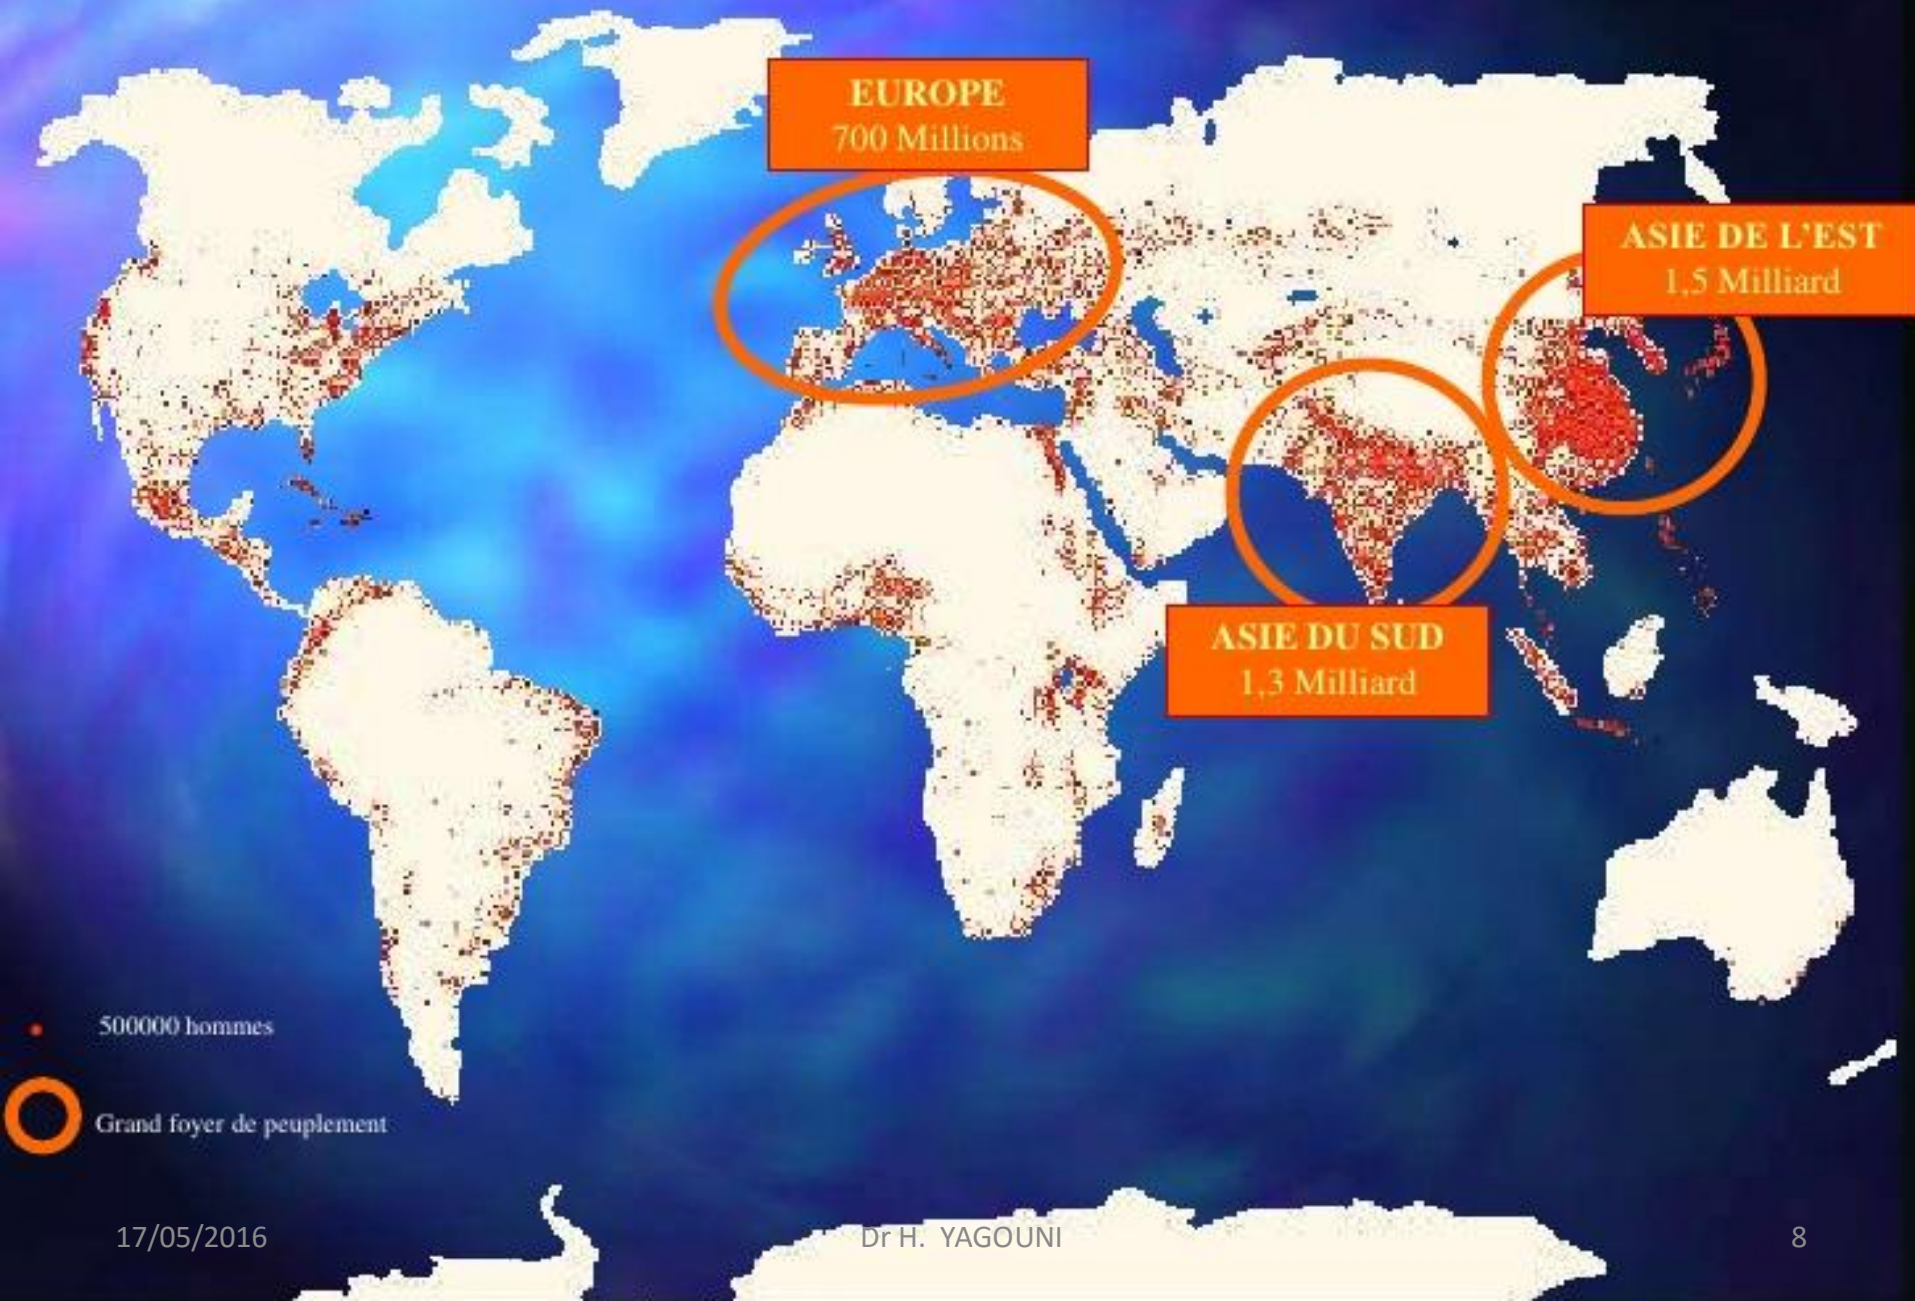 EUROPE
700 Millions
ASIE DE L'EST
1,5 Milliard
ASIE DU SUD
1,3 Milliard
500000 hommes
Grand foyer de peuplement
17/05/2016
Dr H. YAGOUNI
8